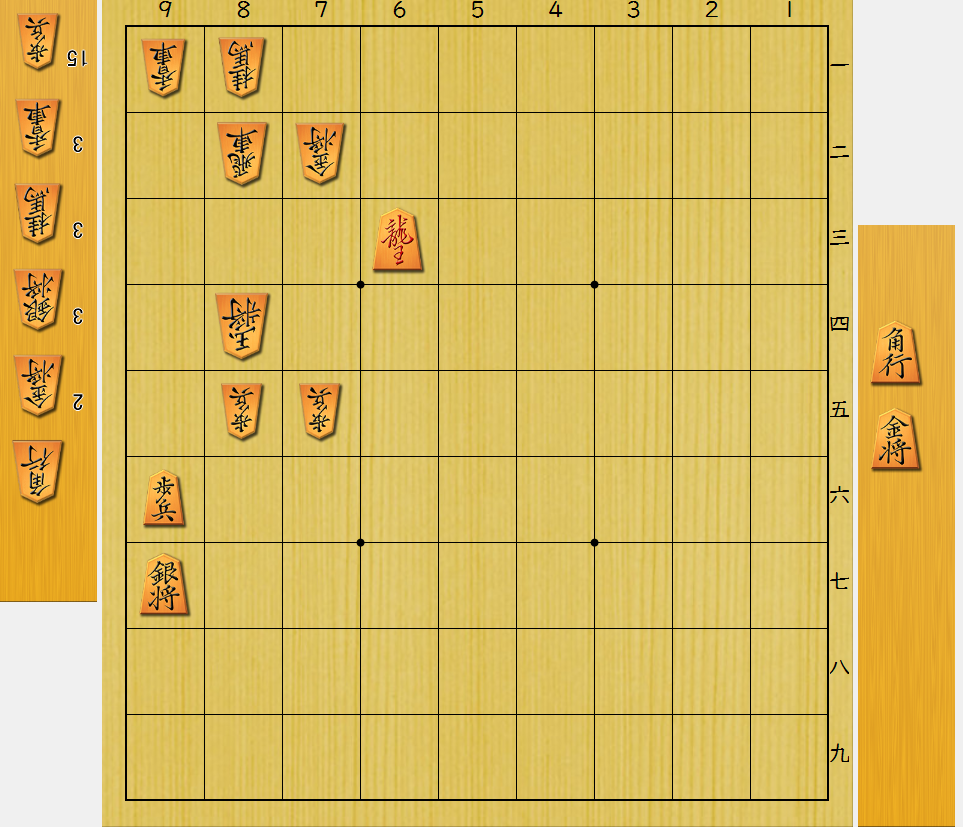 9 8 7 6 5 4 3 2 1
一
二
三
四
五
六
七
八
九
歩兵 15
香車 3
桂馬 3
銀将 3
金将 2
角行
香車 桂馬
飛車 金将
龍王
玉将
歩兵 歩兵
歩兵
銀将
角行
金将